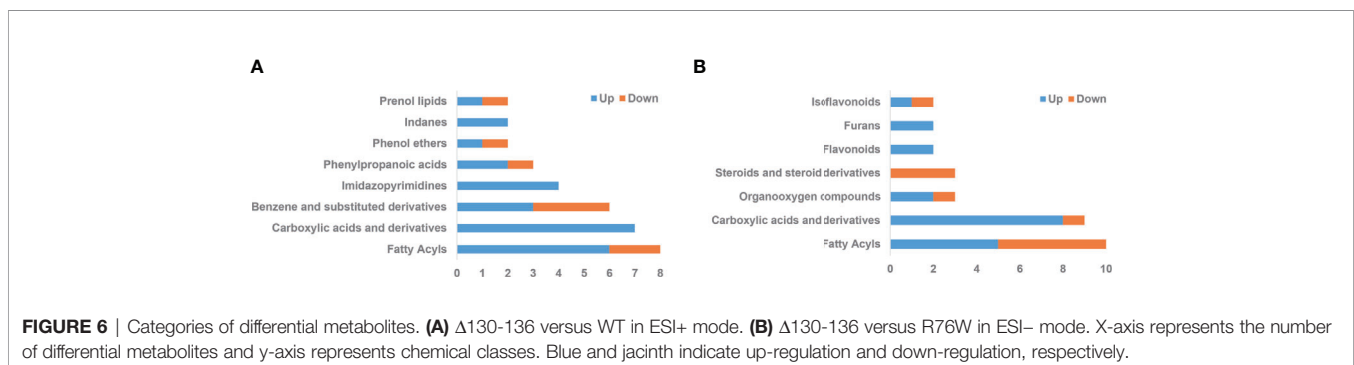 A
Up Down
Prenol lipids
Indanes
Phenol ethers
Phenylpropanoic acids
Imidazopyrimidines
Benzene and substituted derivatives
Carboxylic acids and derivatives
Fatty Acyls
0 1 2 3 4 5 6 7 8
B
Up Down
Isoflavonoids
Furans
Flavonoids
Steroids and steroid derivatives
Organooxygen compounds
Carboxylic acids and derivatives
Fatty Acyls
0 2 4 6 8 10
FIGURE 6 | Categories of differential metabolites. (A) Δ130-136 versus WT in ESI+ mode. (B) Δ130-136 versus R76W in ESI− mode. X-axis represents the number
of differential metabolites and y-axis represents chemical classes. Blue and jacinth indicate up-regulation and down-regulation, respectively.